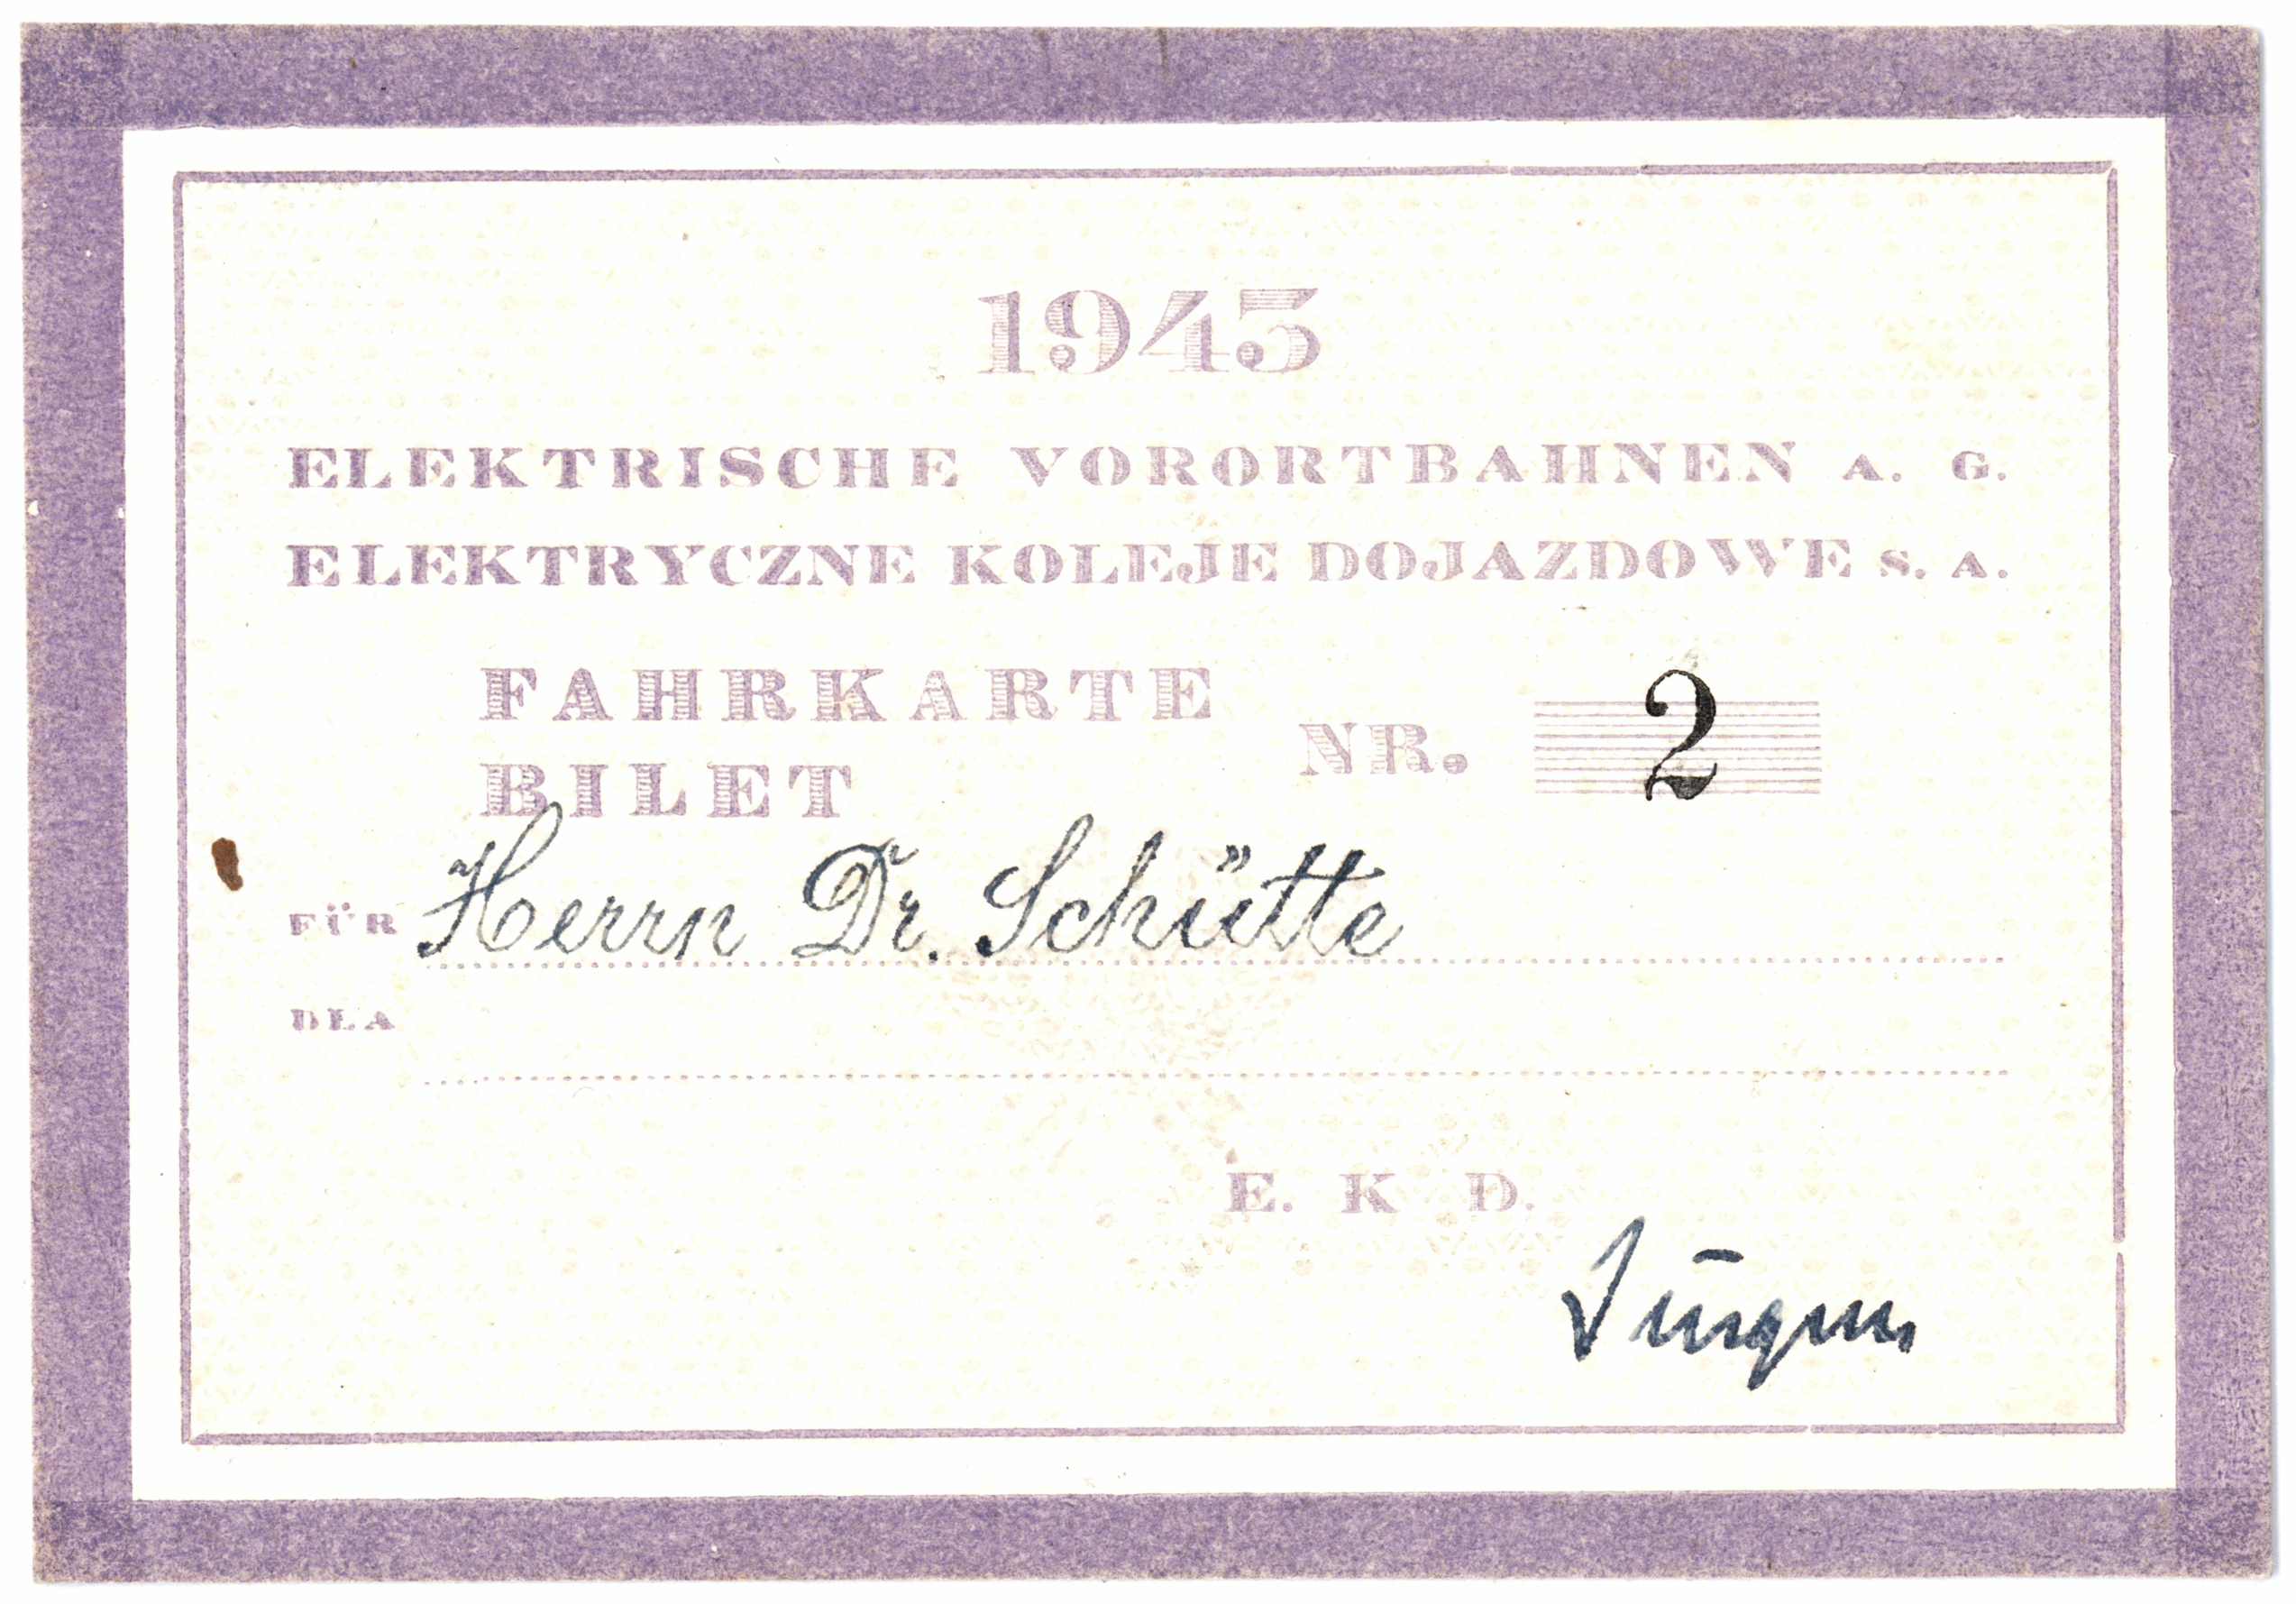 1943
ELEKTRISCHE VORORTBAHNEN A. G.
ELEKTRYCZNE KOLEJE DOJAZDOWE S. A.
FAHRKARTE
BILET
NR. 2
FÜR Herrn Dr. Schütte
DLA
E. K D.